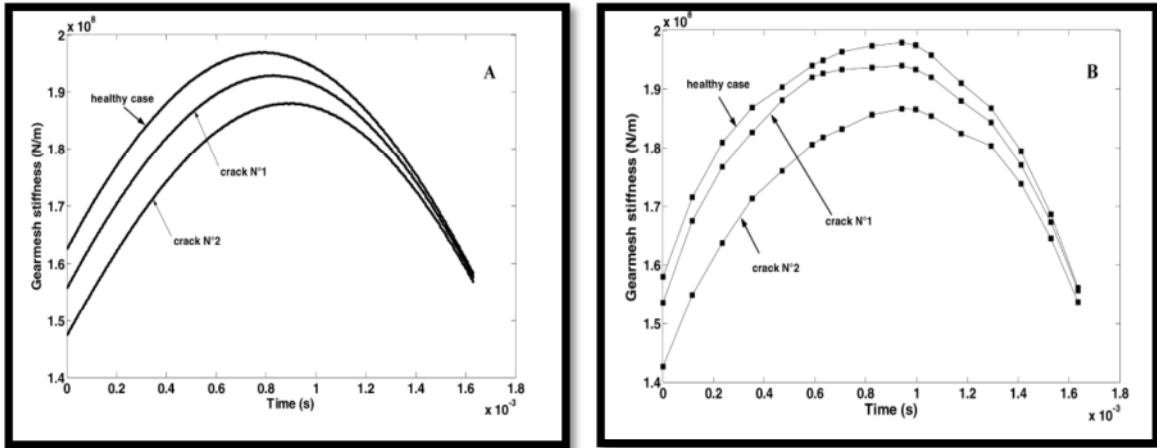 x 10⁸
2
1.9
1.8
1.7
1.6
1.5
1.4
Gearmesh stiffness (N/m)
A
healthy case
crack N°1
crack N°2
0 0.2 0.4 0.6 0.8 1 1.2 1.4 1.6 1.8
Time (s)
x 10⁻³
x 10⁸
2
1.9
1.8
1.7
1.6
1.5
1.4
Gearmesh stiffness (N/m)
B
healthy case
crack N°1
crack N°2
0 0.2 0.4 0.6 0.8 1 1.2 1.4 1.6 1.8
Time (s)
x 10⁻³